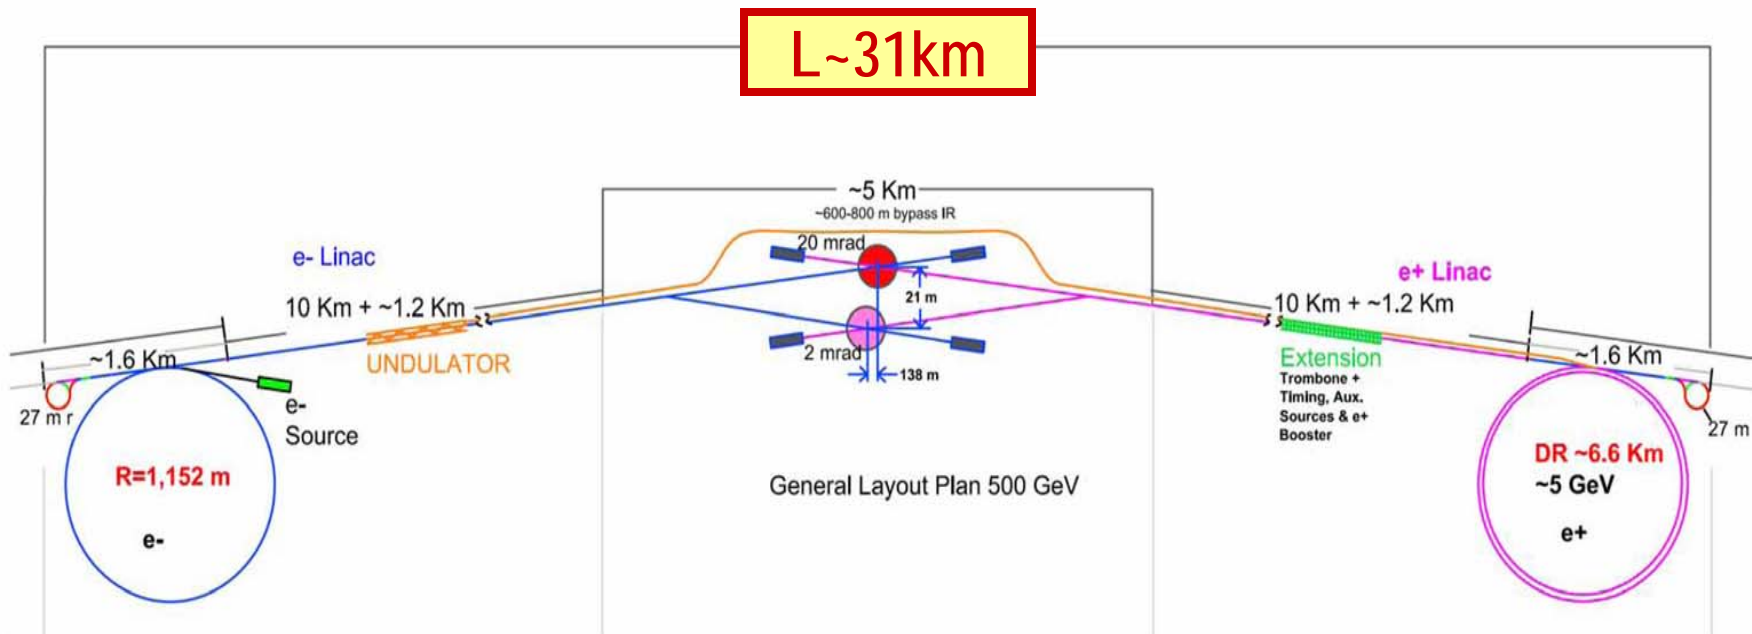 L~31km
~5 Km
~600-800 m bypass IR
20 mrad
e- Linac
e+ Linac
21 m
10 Km + ~1.2 Km
10 Km + ~1.2 Km
~1.6 Km
UNDULATOR
2 mrad
Extension
~1.6 Km
138 m
Trombone +
Timing, Aux.
Sources & e+
Booster
27 m r
e-
Source
27 m
R=1,152 m
General Layout Plan 500 GeV
DR ~6.6 Km
~5 GeV
e-
e+